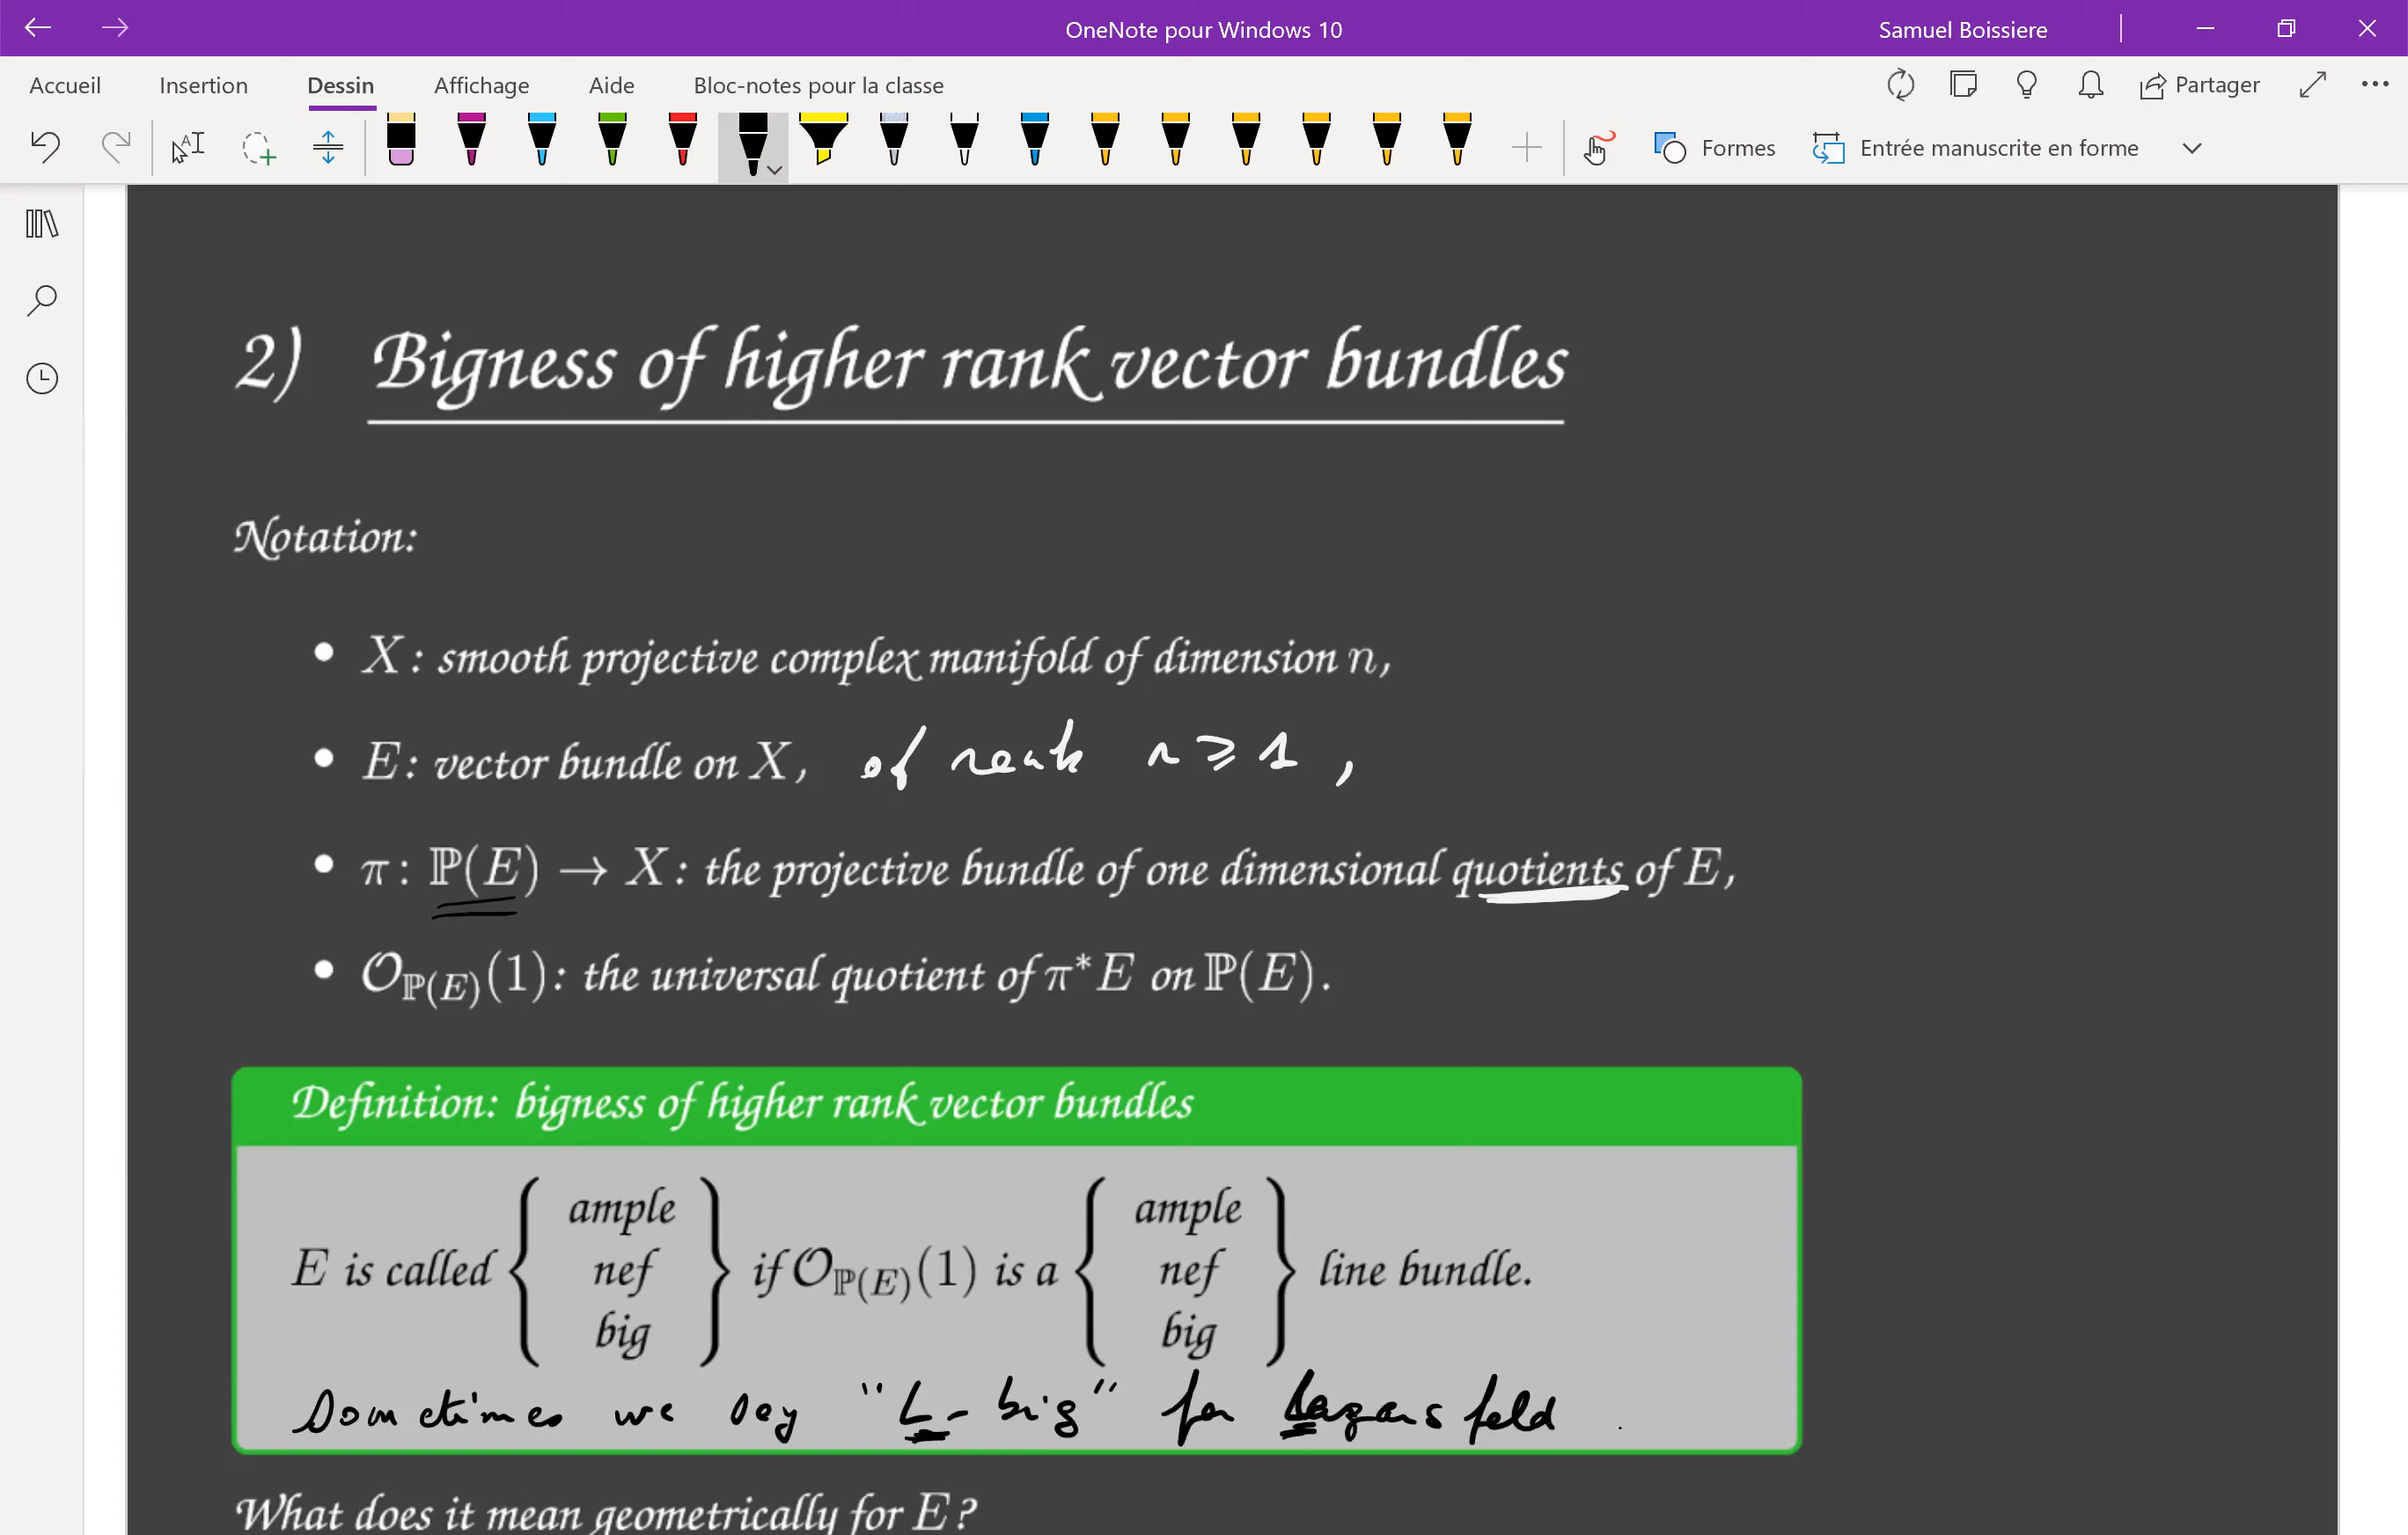 OneNote pour Windows 10
Samuel Boissiere
Accueil Insertion Dessin Affichage Aide Bloc-notes pour la classe Partager
Formes Entrée manuscrite en forme
2) Bigness of higher rank vector bundles
Notation:
• X: smooth projective complex manifold of dimension n,
• E: vector bundle on X, of rank r ⩾ 1,
• π: ℙ(E) → X: the projective bundle of one dimensional quotients of E,
• 𝒪_{ℙ(E)}(1): the universal quotient of π*E on ℙ(E).
Definition: bigness of higher rank vector bundles
E is called { ample nef big } if 𝒪_{ℙ(E)}(1) is a { ample nef big } line bundle.
Sometimes we say "L-big" for Lazarsfeld.
What does it mean geometrically for E?